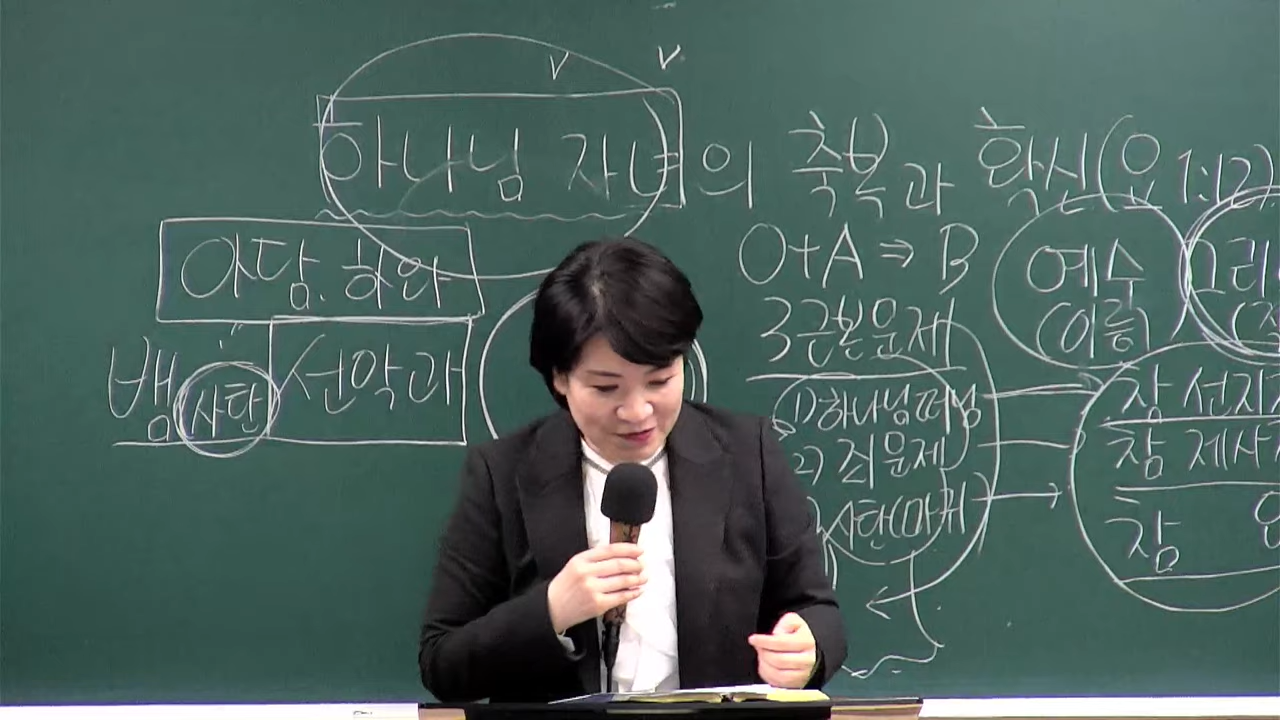 하나님 자녀의 축복과 확신(요 1:12)
아담. 하와
뱀 사탄 선악과
O+A ⇒ B
3근본문제
1) 하나님떠남
2) 죄문제
사탄(마귀)
예수
(이름)
그리
참 선지자
참 제사
참